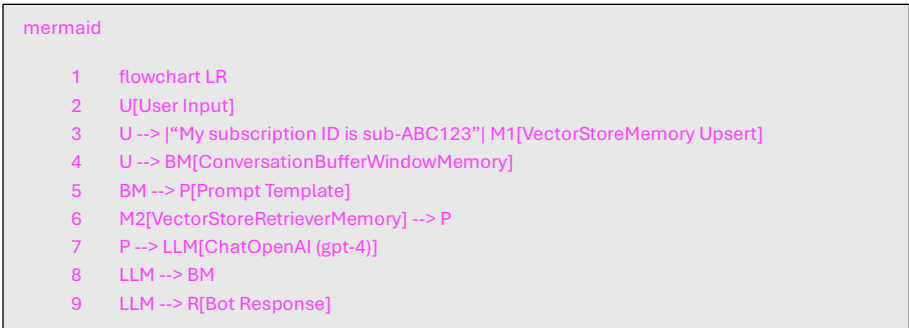 mermaid
1 flowchart LR
2 U[User Input]
3 U --> |“My subscription ID is sub-ABC123”| M1[VectorStoreMemory Upsert]
4 U --> BM[ConversationBufferWindowMemory]
5 BM --> P[Prompt Template]
6 M2[VectorStoreRetrieverMemory] --> P
7 P --> LLM[ChatOpenAI (gpt-4)]
8 LLM --> BM
9 LLM --> R[Bot Response]